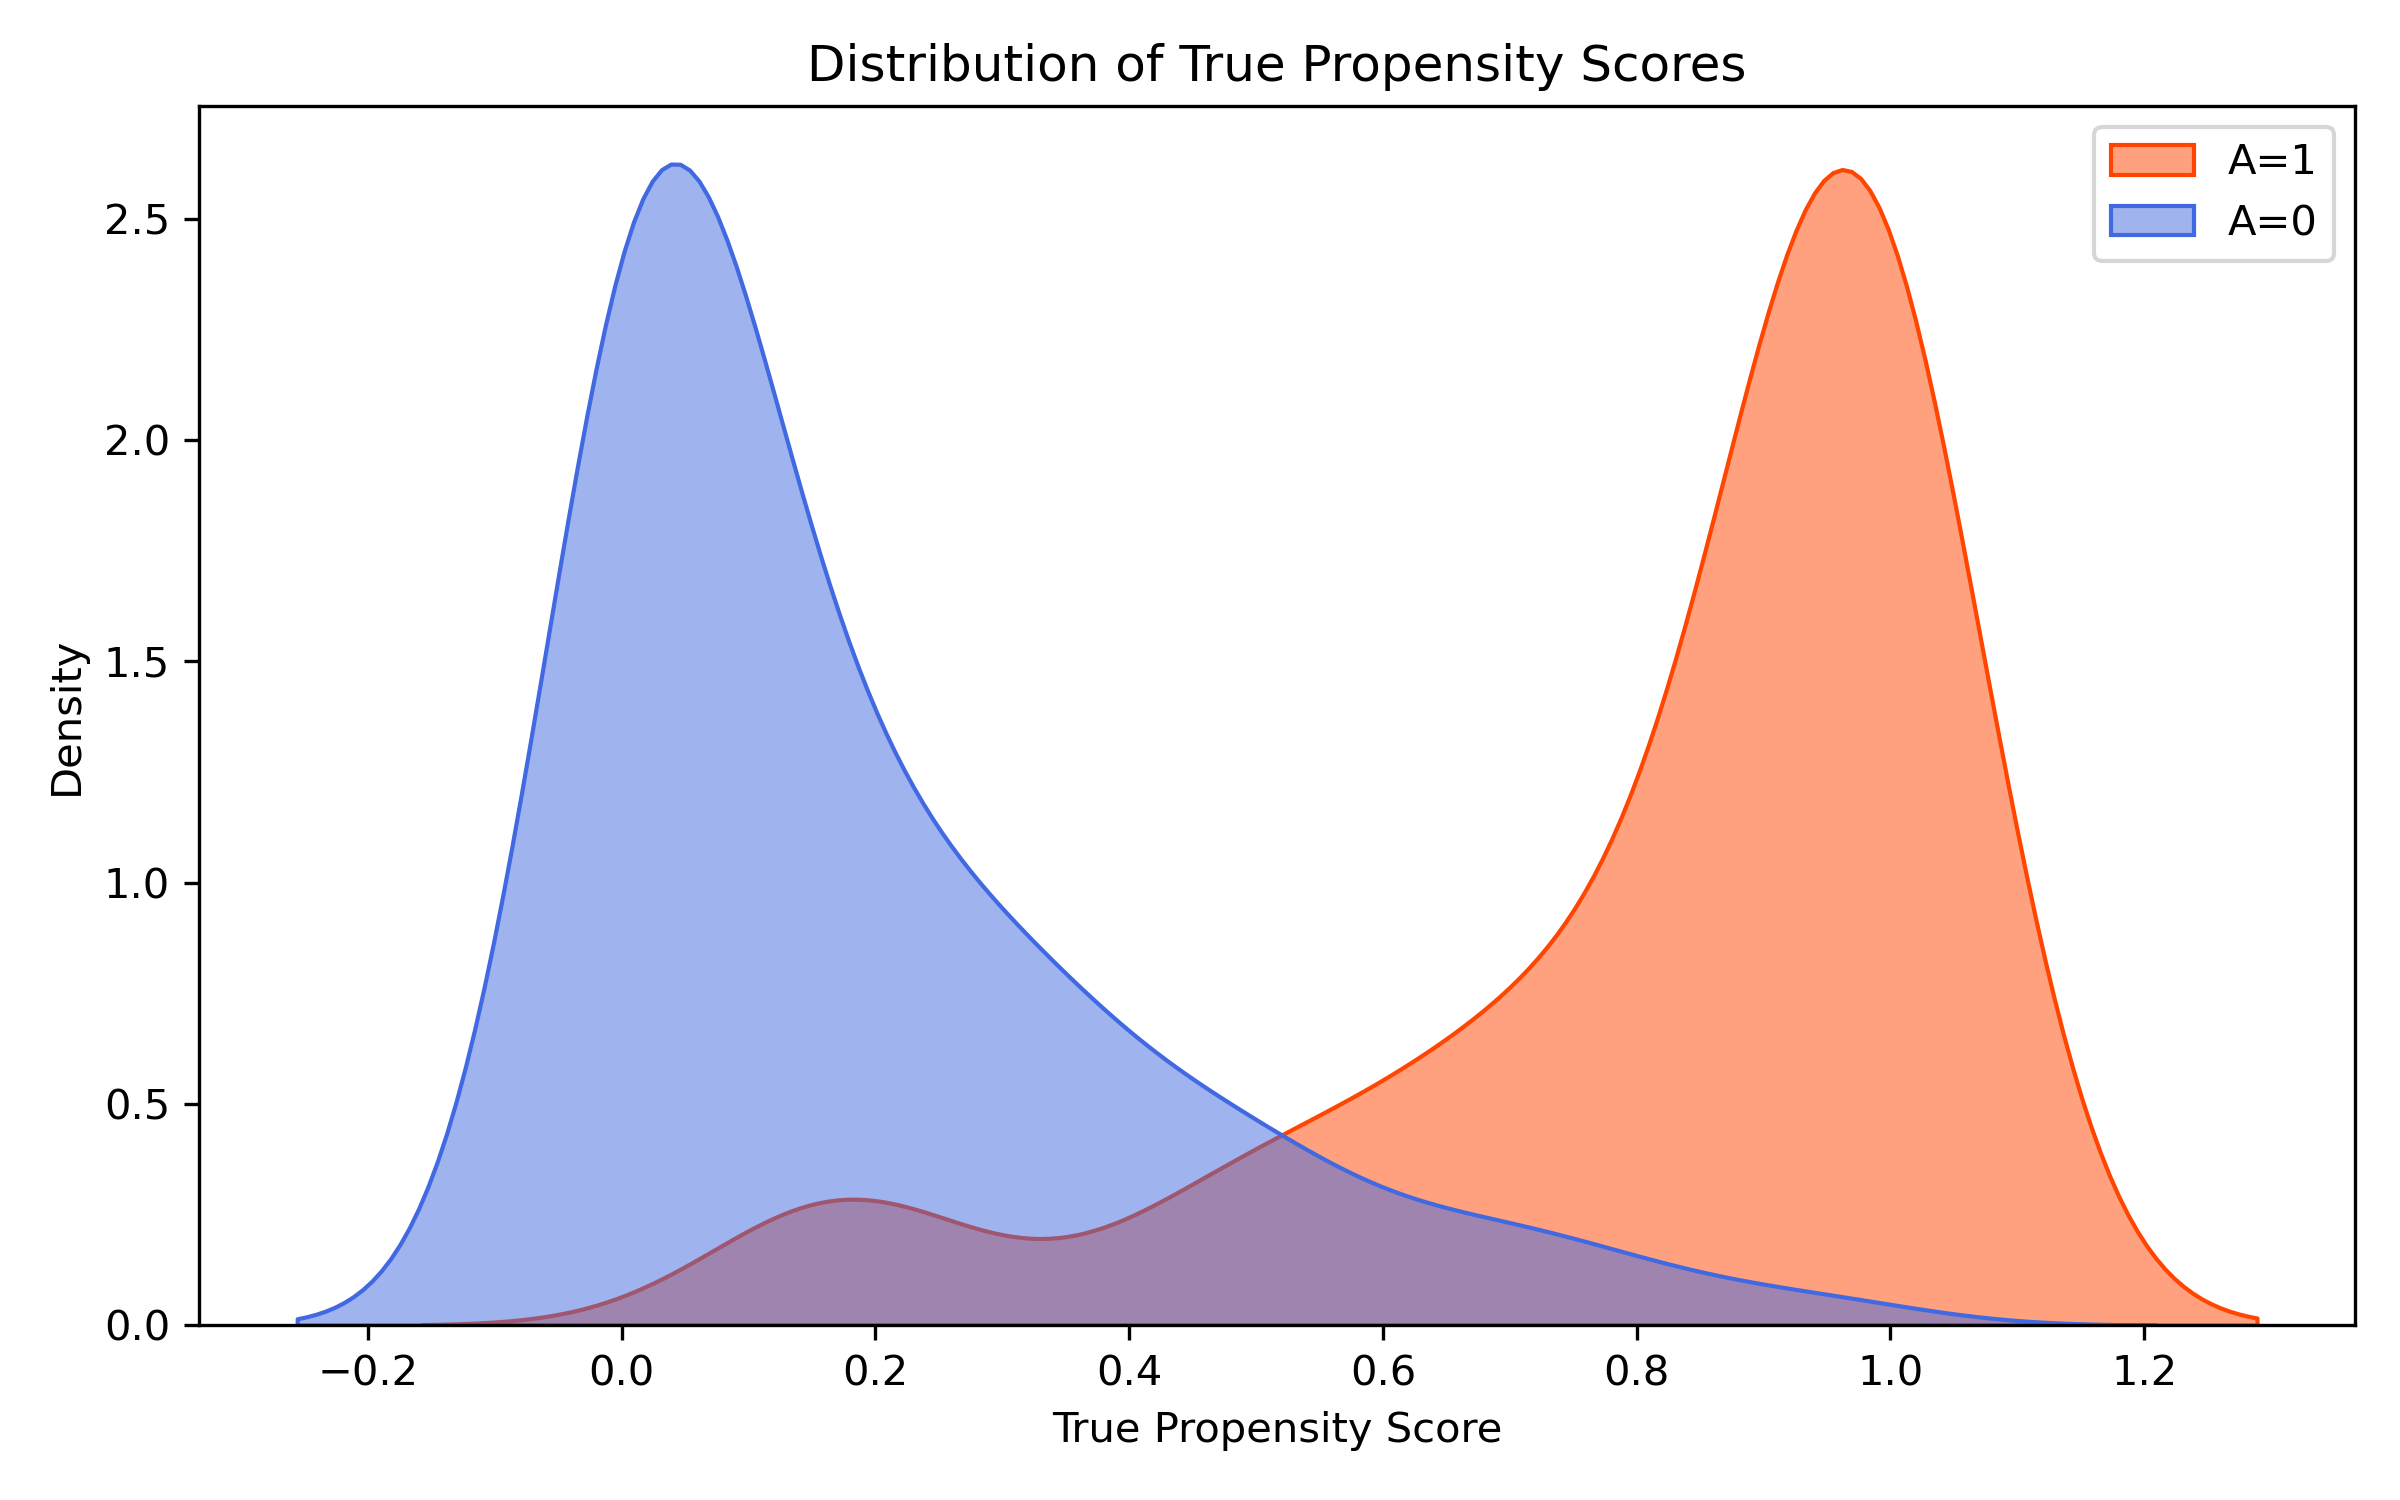 Distribution of True Propensity Scores
A=1
A=0
Density
2.5
2.0
1.5
1.0
0.5
0.0
−0.2 0.0 0.2 0.4 0.6 0.8 1.0 1.2
True Propensity Score